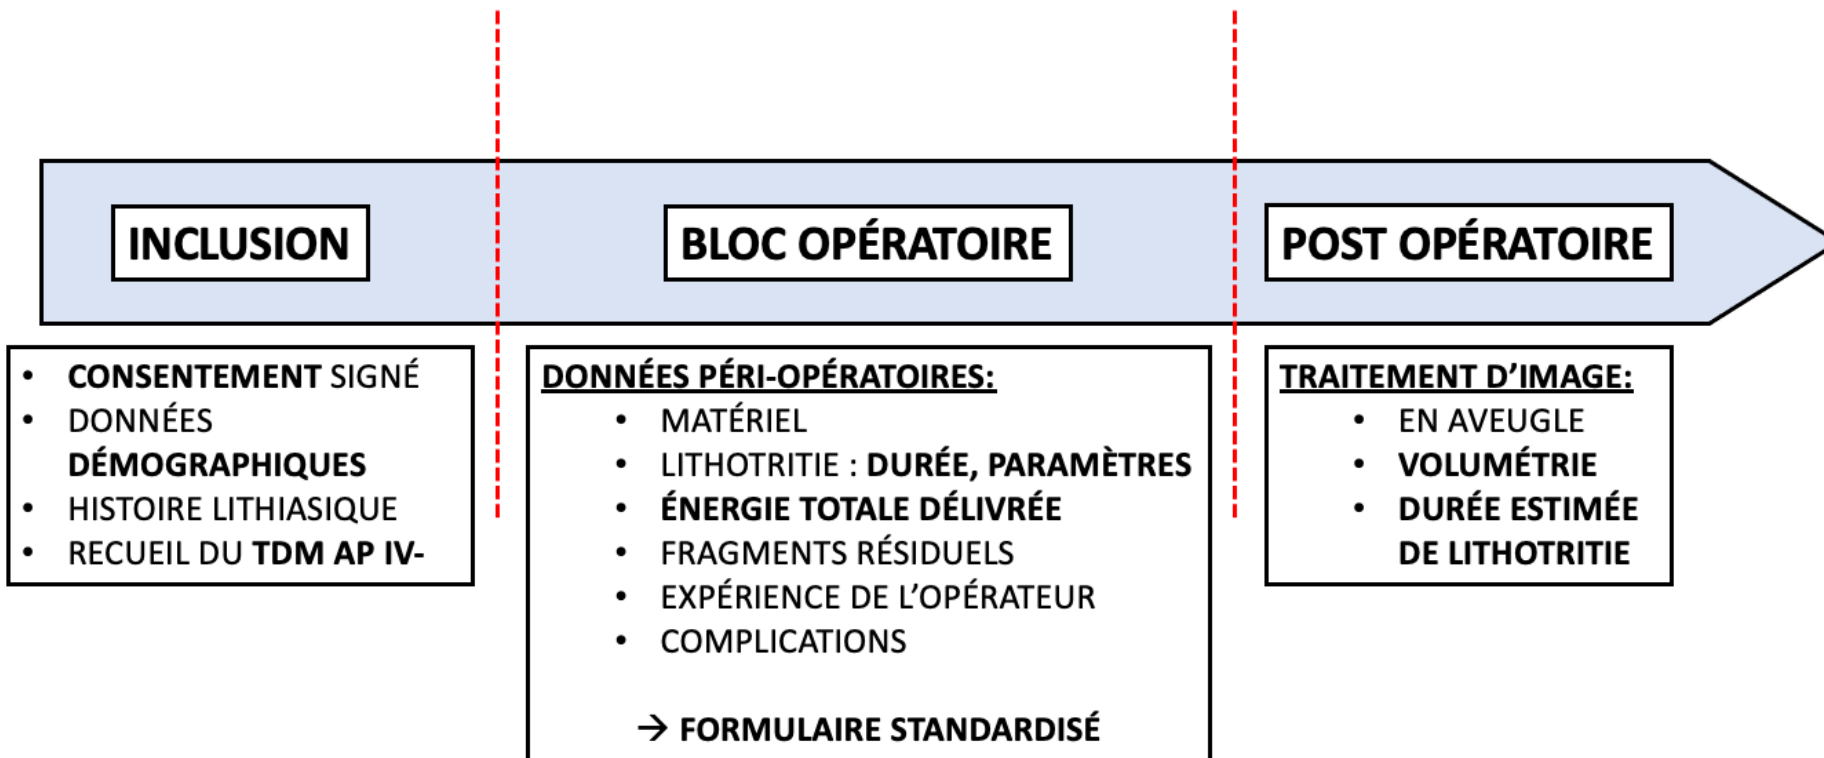 INCLUSION
BLOC OPÉRATOIRE
POST OPÉRATOIRE
• CONSENTEMENT SIGNÉ
• DONNÉES
DÉMOGRAPHIQUES
• HISTOIRE LITHIASIQUE
• RECUEIL DU TDM AP IV-
DONNÉES PÉRI-OPÉRATOIRES:
• MATÉRIEL
• LITHOTRITIE : DURÉE, PARAMÈTRES
• ÉNERGIE TOTALE DÉLIVRÉE
• FRAGMENTS RÉSIDUELS
• EXPÉRIENCE DE L’OPÉRATEUR
• COMPLICATIONS
→ FORMULAIRE STANDARDISÉ
TRAITEMENT D’IMAGE:
• EN AVEUGLE
• VOLUMÉTRIE
• DURÉE ESTIMÉE
DE LITHOTRITIE